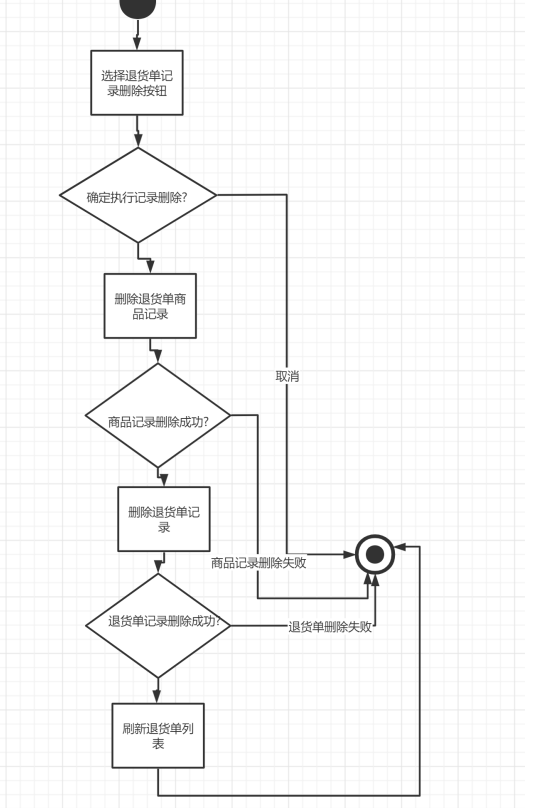 选择退货单记
录删除按钮
确定执行记录删除?
删除退货单商
品记录
取消
商品记录删除成功?
删除退货单记
录
商品记录删除失败
退货单记录删除成功?
退货单删除失败
刷新退货单列
表